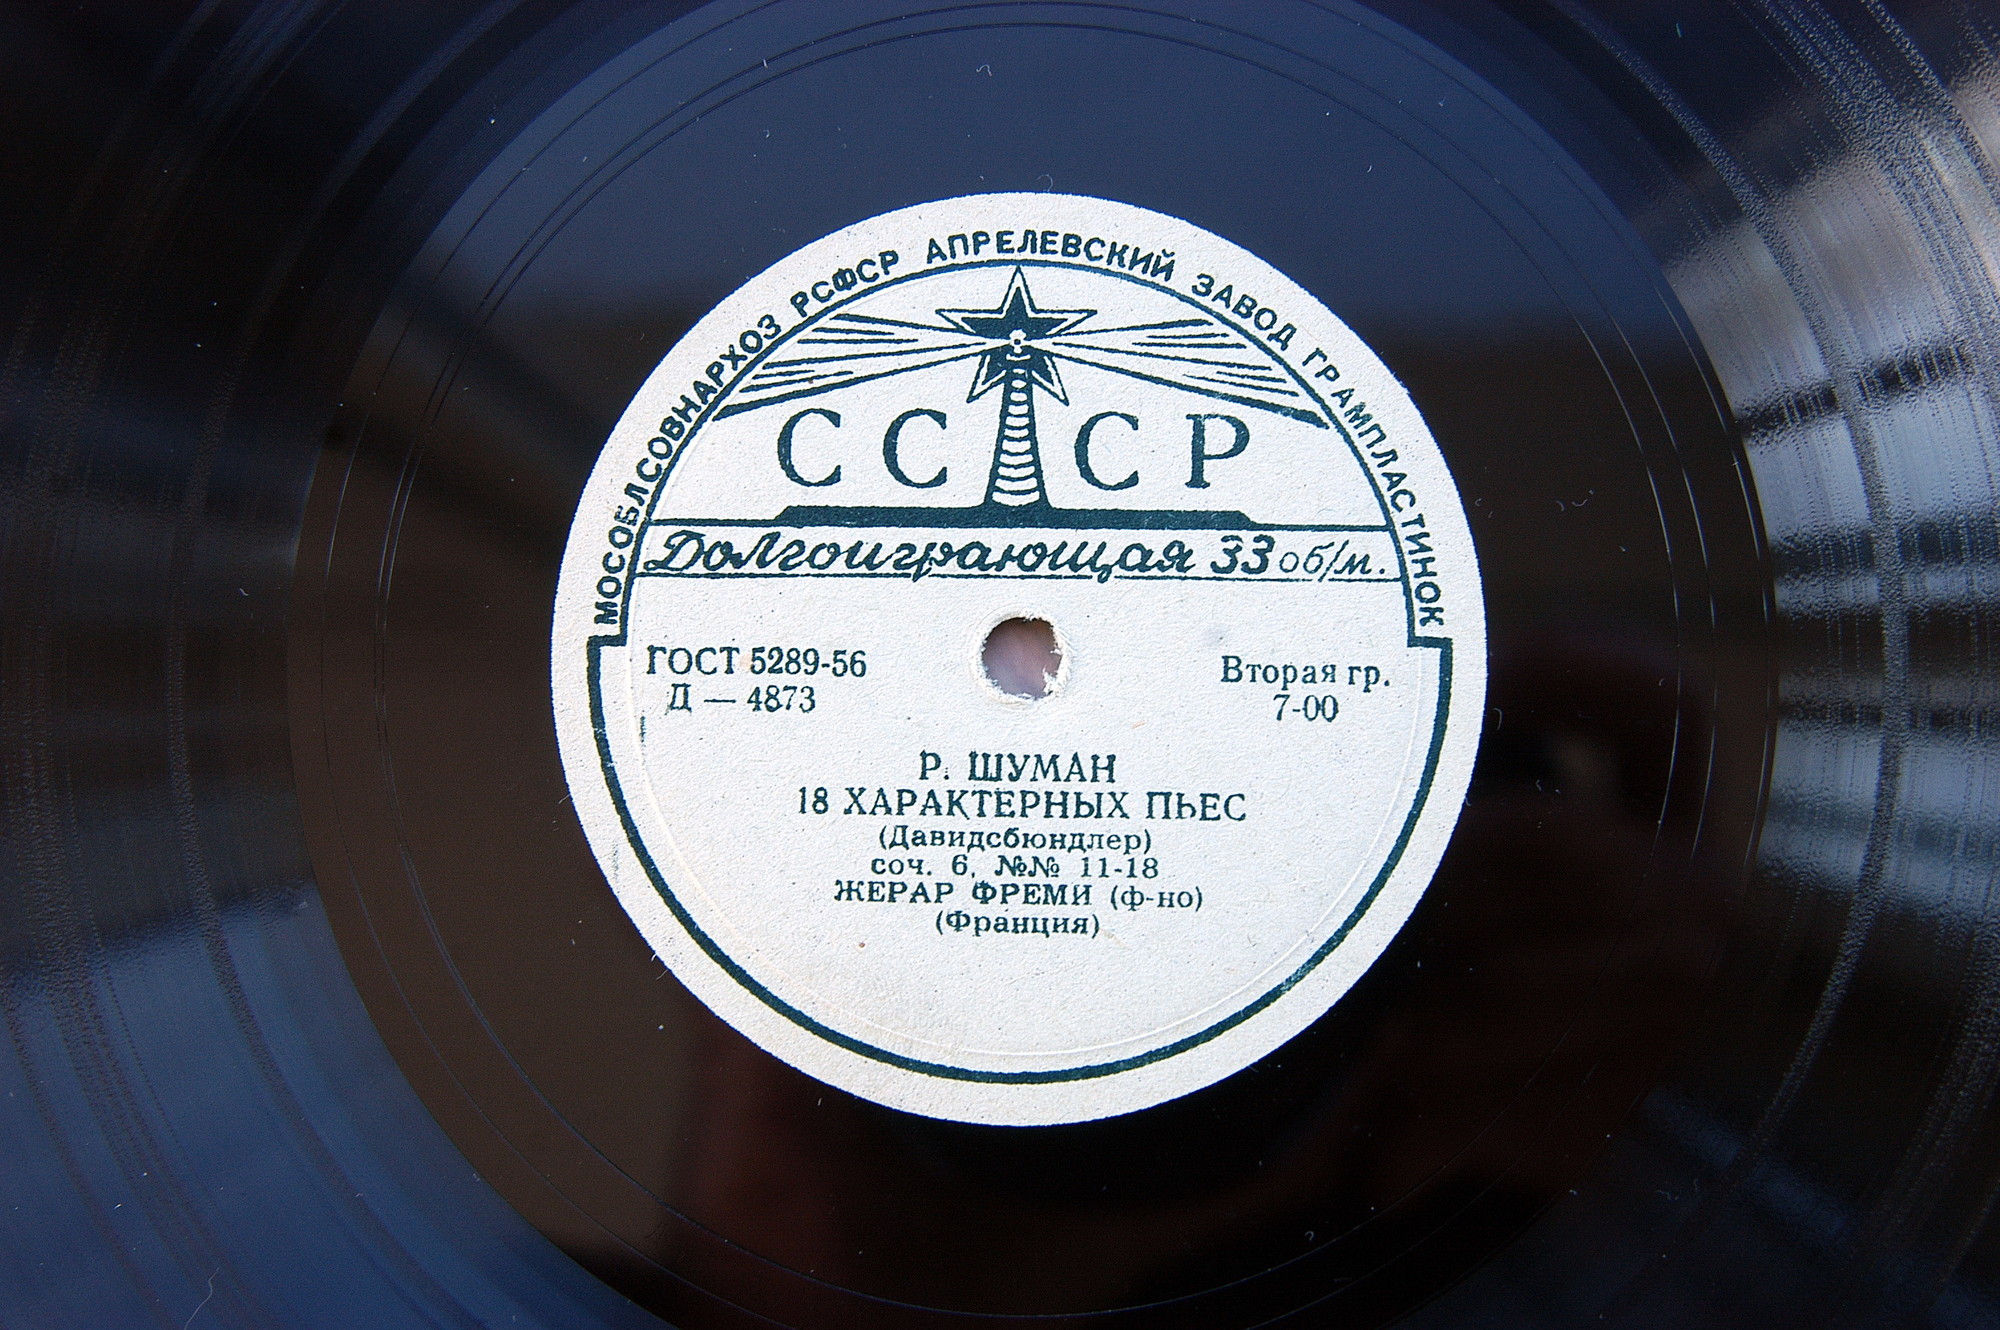 МОСОБЛСОВНАРХОЗ РСФСР АПРЕЛЕВСКИЙ ЗАВОД ГРАМПЛАСТИНОК
СССР
Долгоиграющая 33 об/м.
ГОСТ 5289-56
Д — 4873
Вторая гр.
7-00
Р. ШУМАН
18 ХАРАКТЕРНЫХ ПЬЕС
(Давидсбюндлер)
соч. 6, №№ 11-18
ЖЕРАР ФРЕМИ (ф-но)
(Франция)